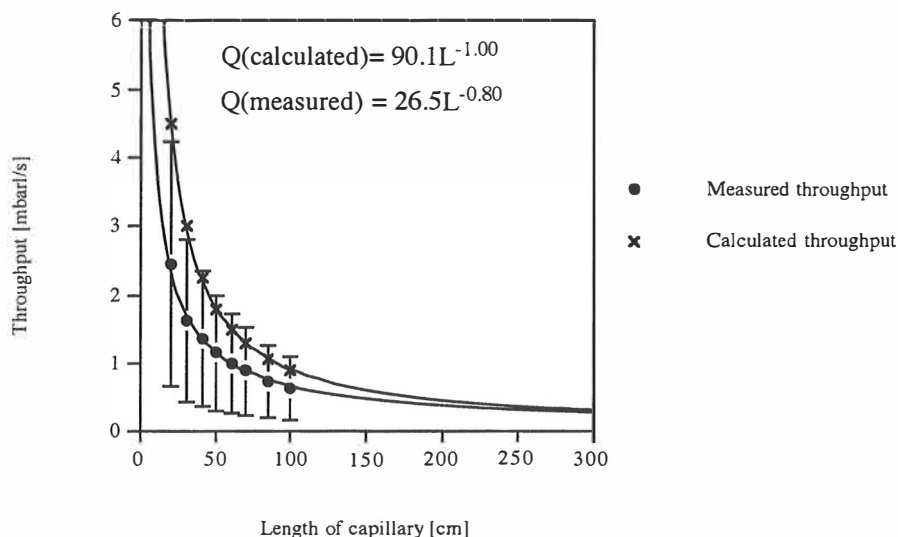 6
5
4
3
2
1
0
Throughput [mbarl/s]
Q(calculated)= 90.1L^-1.00
Q(measured) = 26.5L^-0.80
Measured throughput
Calculated throughput
0 50 100 150 200 250 300
Length of capillary [cm]